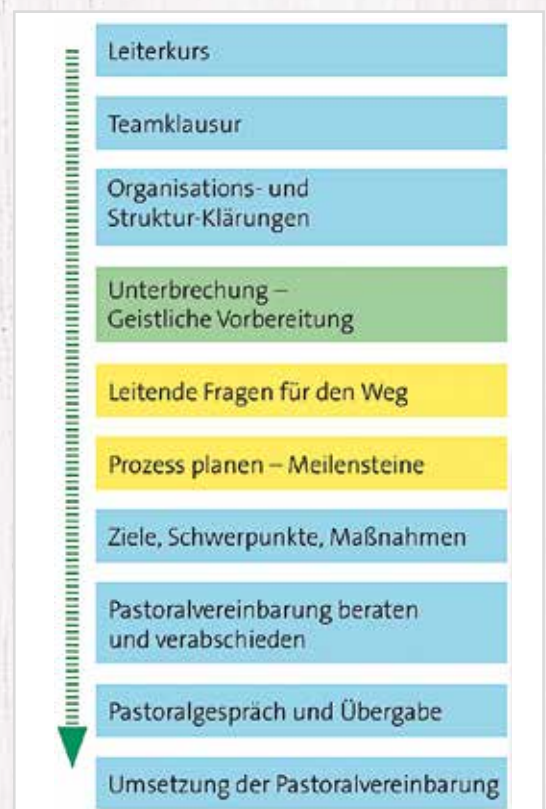 Leiterkurs
Teamklausur
Organisations- und
Struktur-Klärungen
Unterbrechung –
Geistliche Vorbereitung
Leitende Fragen für den Weg
Prozess planen – Meilensteine
Ziele, Schwerpunkte, Maßnahmen
Pastoralvereinbarung beraten
und verabschieden
Pastoralgespräch und Übergabe
Umsetzung der Pastoralvereinbarung